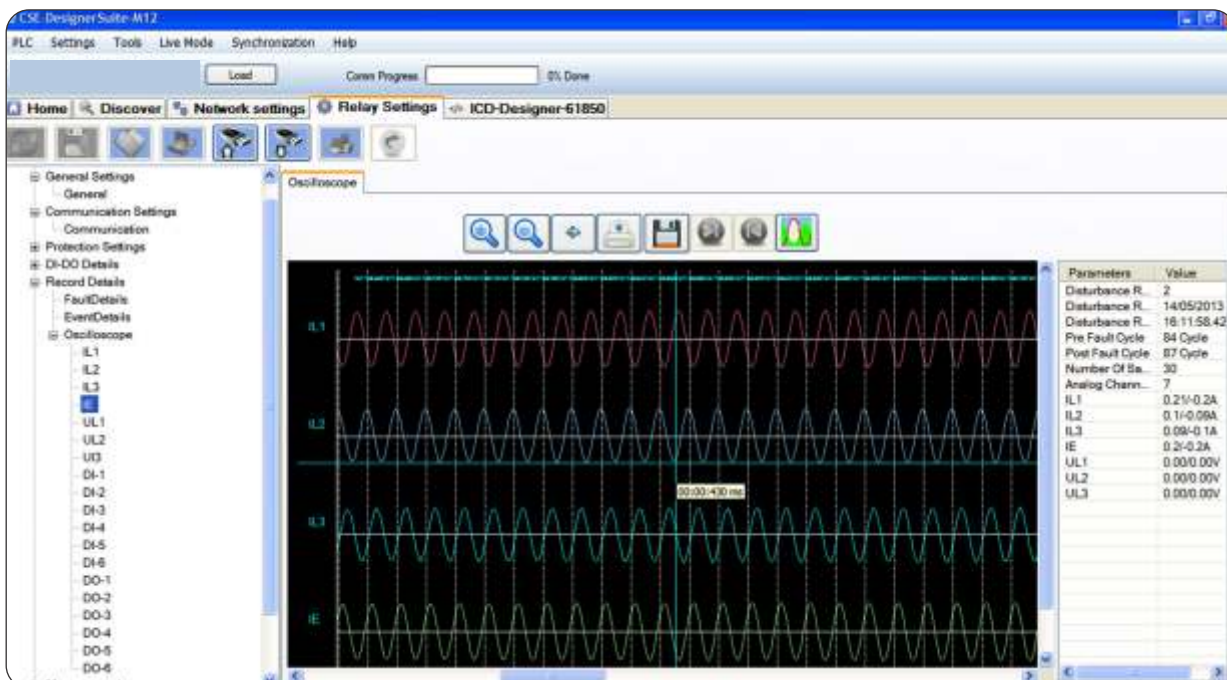 CSE-DesignerSuite-M12
PLC Settings Tools Live Mode Synchronization Help
Load Comm Progress 0% Done
Home Discover Network settings Relay Settings ICD-Designer-61850
General Settings
General
Communication Settings
Communication
Protection Settings
DI-DO Details
Record Details
FaultDetails
EventDetails
Oscilloscope
IL1
IL2
IL3
IE
UL1
UL2
Ul3
DI-1
DI-2
DI-3
DI-4
DI-5
DI-6
DO-1
DO-2
DO-3
DO-4
DO-5
DO-6
Oscilloscope
IL1
IL2
00:00:430 ms
IL3
IE
Parameters Value
Disturbance R... 2
Disturbance R... 14/05/2013
Disturbance R... 16:11:58.42
Pre Fault Cycle 84 Cycle
Post Fault Cycle 87 Cycle
Number Of Sa... 30
Analog Chann... 7
IL1 0.21/-0.2A
IL2 0.1/-0.09A
IL3 0.09/-0.1A
IE 0.2/-0.2A
UL1 0.00/0.00V
UL2 0.00/0.00V
UL3 0.00/0.00V